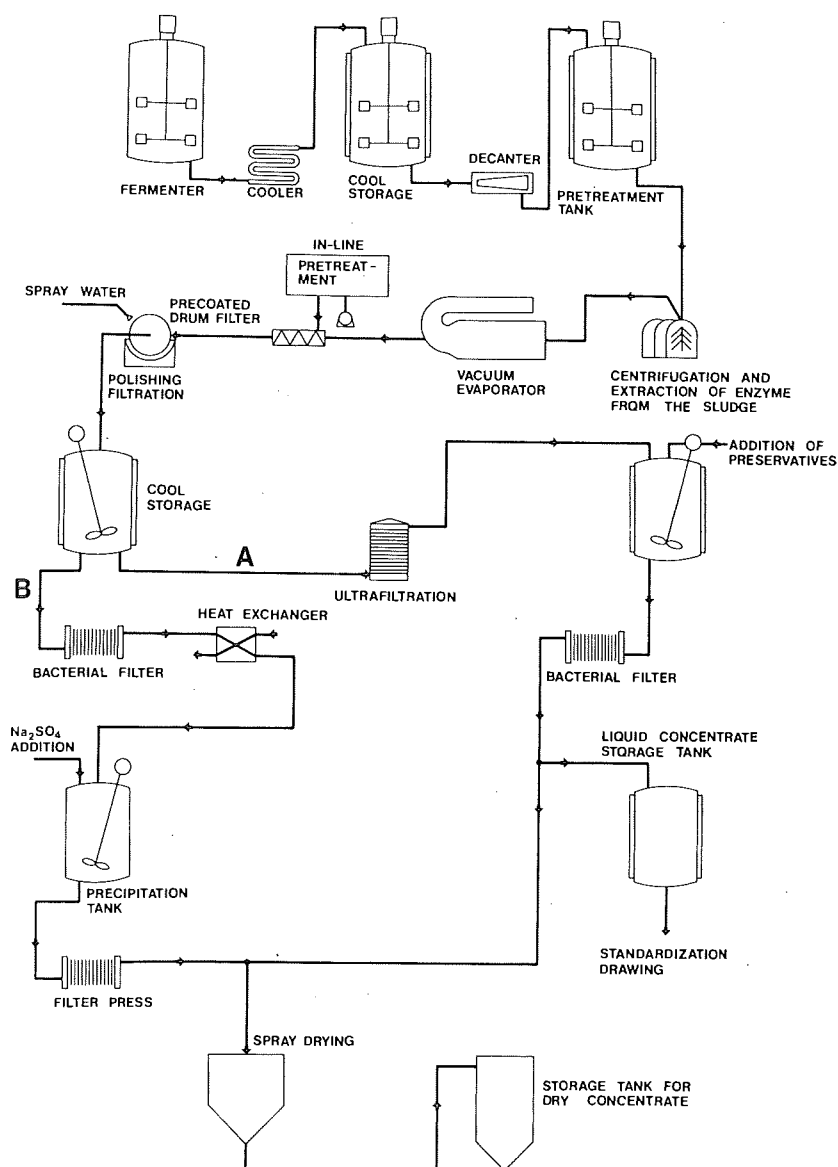 FERMENTER
COOLER
COOL
STORAGE
DECANTER
PRETREATMENT
TANK
IN-LINE
PRETREAT-
MENT
SPRAY WATER
PRECOATED
DRUM FILTER
POLISHING
FILTRATION
VACUUM
EVAPORATOR
CENTRIFUGATION AND
EXTRACTION OF ENZYME
FROM THE SLUDGE
COOL
STORAGE
ADDITION OF
PRESERVATIVES
A
B
ULTRAFILTRATION
HEAT EXCHANGER
BACTERIAL FILTER
BACTERIAL FILTER
Na₂SO₄
ADDITION
LIQUID CONCENTRATE
STORAGE TANK
PRECIPITATION
TANK
STANDARDIZATION
DRAWING
FILTER PRESS
SPRAY DRYING
STORAGE TANK FOR
DRY CONCENTRATE